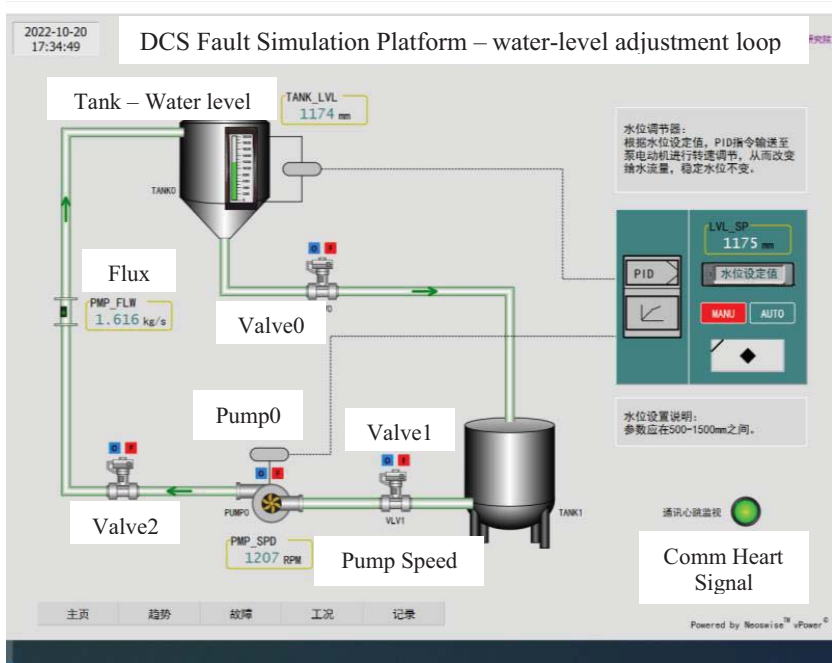 2022-10-20
17:34:49
DCS Fault Simulation Platform – water-level adjustment loop
研究院
Tank – Water level
TANK_LVL
1174 mm
TANK0
水位调节器:
根据水位设定值, PID指令输送至
泵电动机进行转速调节, 从而改变
给水流量, 稳定水位不变。
LVL_SP
1175 mm
PID
水位设定值
MANU
AUTO
Flux
PMP_FLW
1.616 kg/s
O F
Valve0
Pump0
Valve1
水位设置说明:
参数应在500-1500mm之间。
O F
O F
O F
Valve2
PUMP0
VLV1
TANK1
通讯心跳监视
PMP_SPD
1207 RPM
Pump Speed
Comm Heart
Signal
主页
趋势
故障
工况
记录
Powered by Neoswise™ vPower©